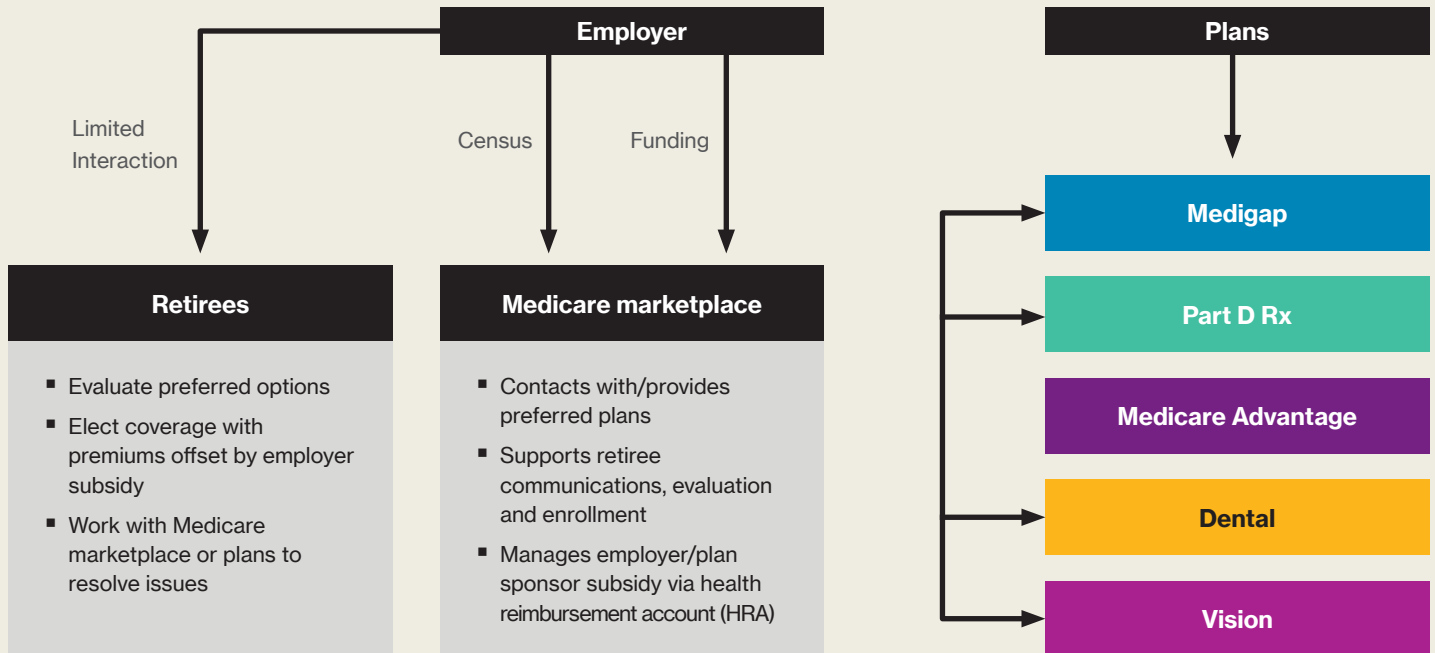 Employer
Plans
Limited
Interaction
Census
Funding
Retirees
▪ Evaluate preferred options
▪ Elect coverage with
premiums offset by employer
subsidy
▪ Work with Medicare
marketplace or plans to
resolve issues
Medicare marketplace
▪ Contacts with/provides
preferred plans
▪ Supports retiree
communications, evaluation
and enrollment
▪ Manages employer/plan
sponsor subsidy via health
reimbursement account (HRA)
Medigap
Part D Rx
Medicare Advantage
Dental
Vision